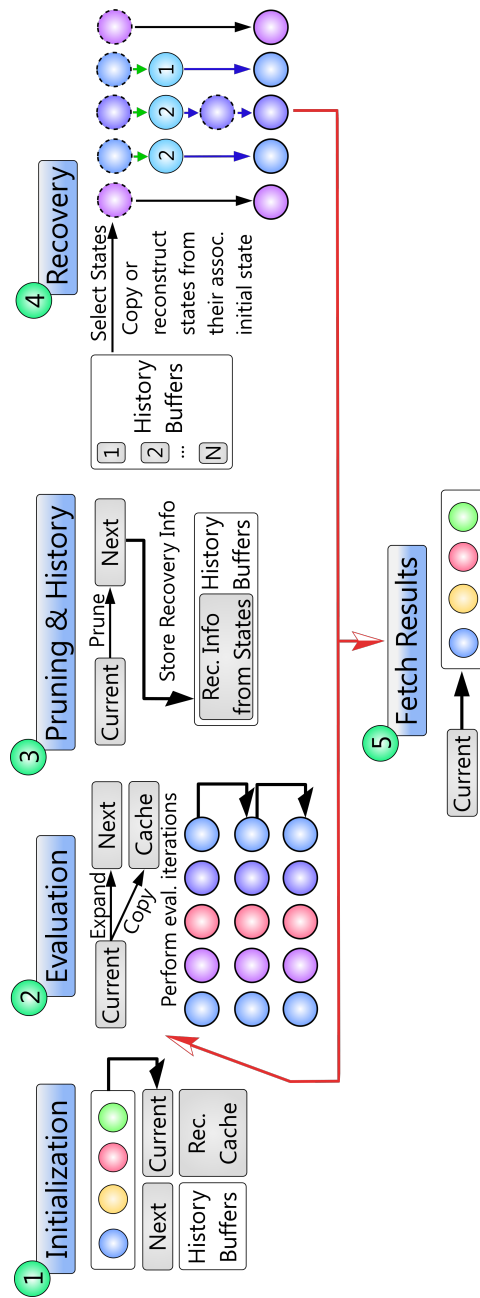 1 Initialization
Next
Current
History
Buffers
Rec.
Cache
2 Evaluation
Current
Expand
Next
Copy
Cache
Perform eval. iterations
3 Pruning & History
Current
Prune
Next
Store Recovery Info
Rec. Info
from States
History
Buffers
4 Recovery
1
2
...
N
History
Buffers
Select States
Copy or
reconstruct
states from
their assoc.
initial state
2
2
1
5 Fetch Results
Current